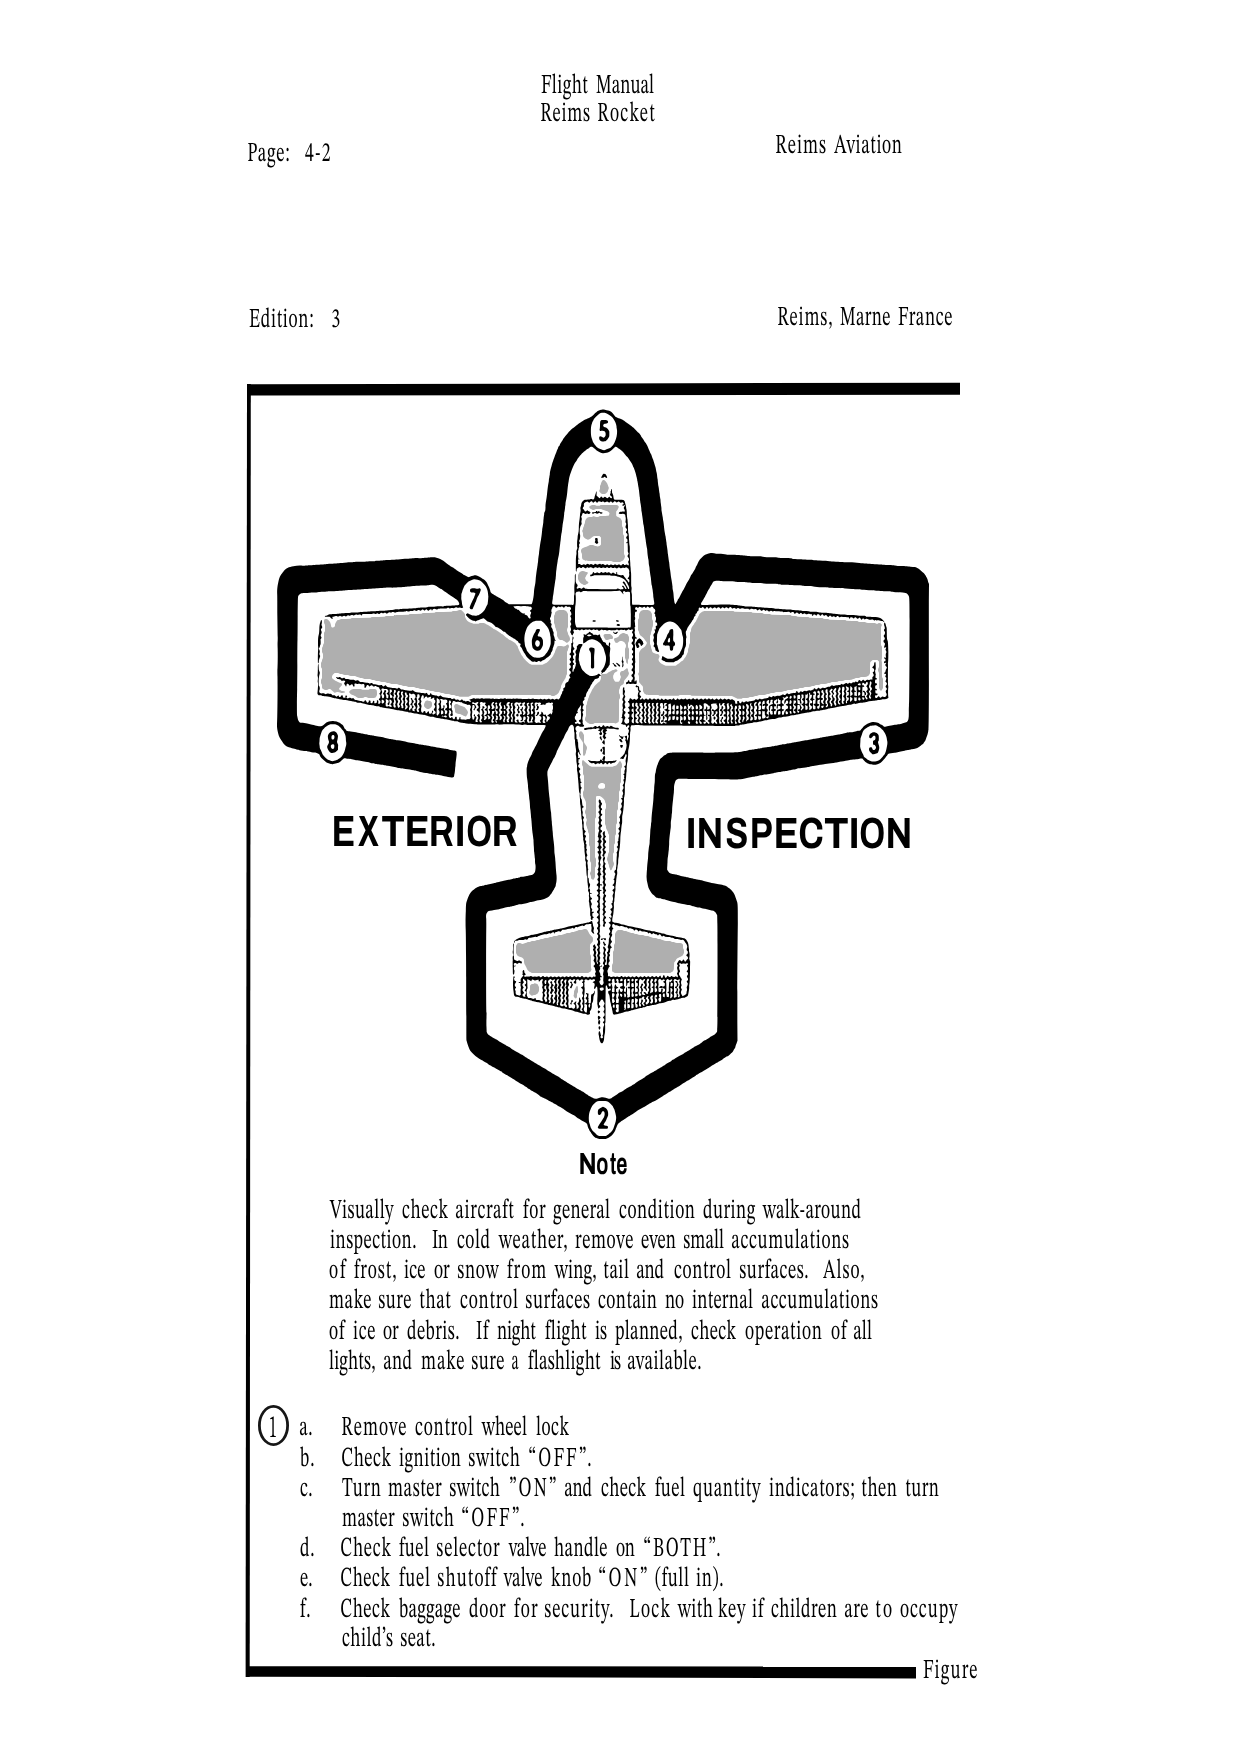 Flight Manual
Reims Rocket
Page: 4-2
Reims Aviation
Edition: 3
Reims, Marne France
5
7
6
4
1
8
3
EXTERIOR INSPECTION
2
Note
Visually check aircraft for general condition during walk-around
inspection. In cold weather, remove even small accumulations
of frost, ice or snow from wing, tail and control surfaces. Also,
make sure that control surfaces contain no internal accumulations
of ice or debris. If night flight is planned, check operation of all
lights, and make sure a flashlight is available.
1 a. Remove control wheel lock
b. Check ignition switch “OFF”.
c. Turn master switch ”ON” and check fuel quantity indicators; then turn
master switch “OFF”.
d. Check fuel selector valve handle on “BOTH”.
e. Check fuel shutoff valve knob “ON” (full in).
f. Check baggage door for security. Lock with key if children are to occupy
child’s seat.
Figure